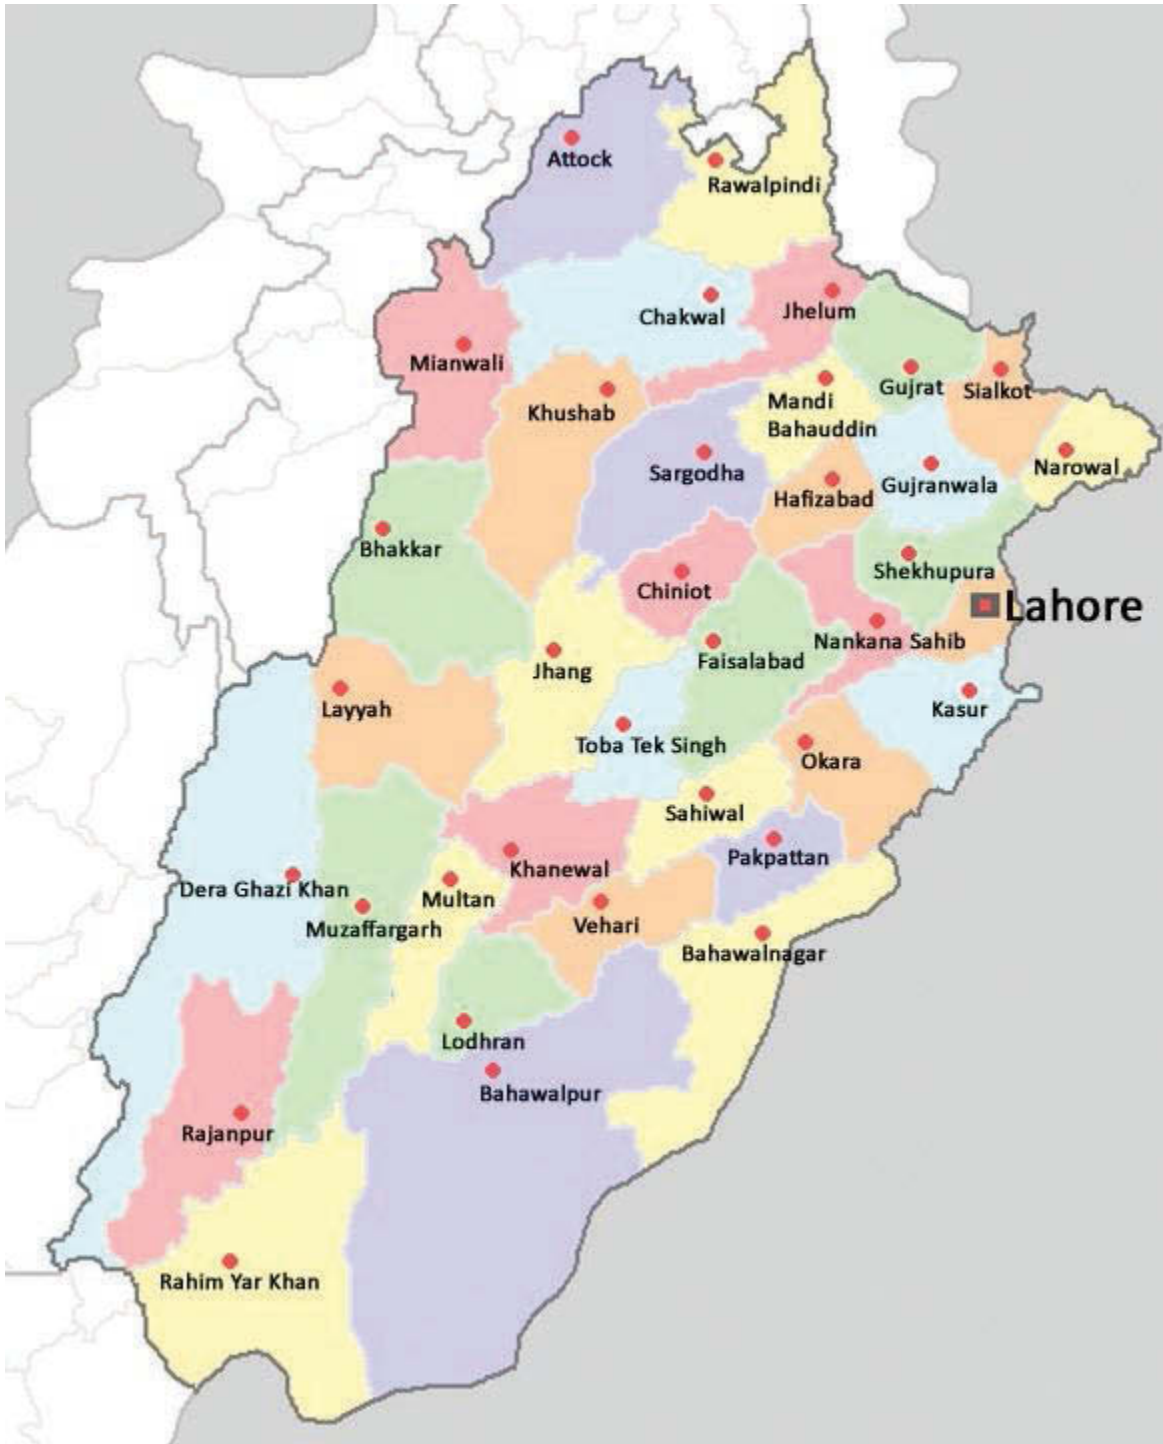 Attock
Rawalpindi
Chakwal
Jhelum
Mianwali
Gujrat
Sialkot
Khushab
Mandi
Bahauddin
Sargodha
Narowal
Hafizabad
Gujranwala
Bhakkar
Shekhupura
Chiniot
Lahore
Nankana Sahib
Jhang
Faisalabad
Layyah
Kasur
Toba Tek Singh
Okara
Sahiwal
Pakpattan
Khanewal
Dera Ghazi Khan
Multan
Muzaffargarh
Vehari
Bahawalnagar
Lodhran
Bahawalpur
Rajanpur
Rahim Yar Khan